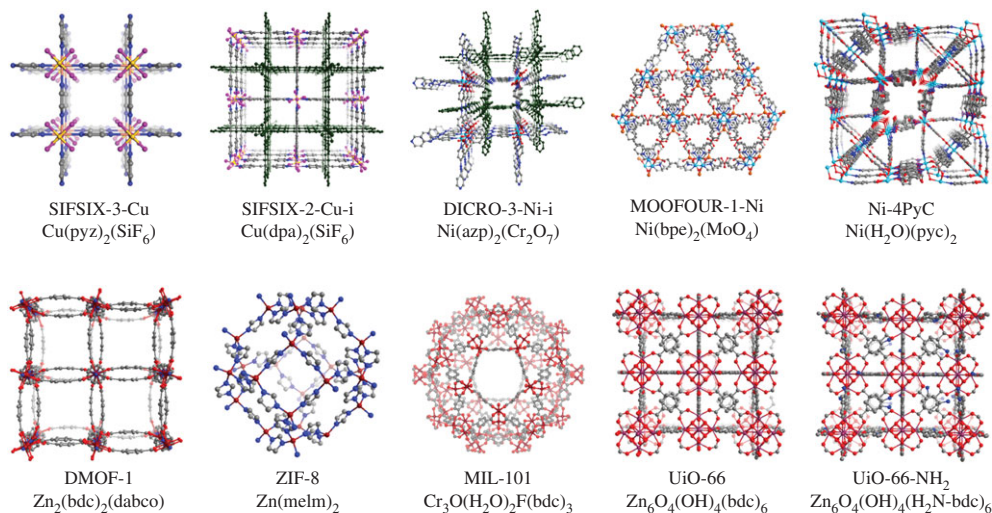 SIFSIX-3-Cu
Cu(pyz)₂(SiF₆)
SIFSIX-2-Cu-i
Cu(dpa)₂(SiF₆)
DICRO-3-Ni-i
Ni(azp)₂(Cr₂O₇)
MOOFOUR-1-Ni
Ni(bpe)₂(MoO₄)
Ni-4PyC
Ni(H₂O)(pyc)₂
DMOF-1
Zn₂(bdc)₂(dabco)
ZIF-8
Zn(melm)₂
MIL-101
Cr₃O(H₂O)₂F(bdc)₃
UiO-66
Zn₆O₄(OH)₄(bdc)₆
UiO-66-NH₂
Zn₆O₄(OH)₄(H₂N-bdc)₆